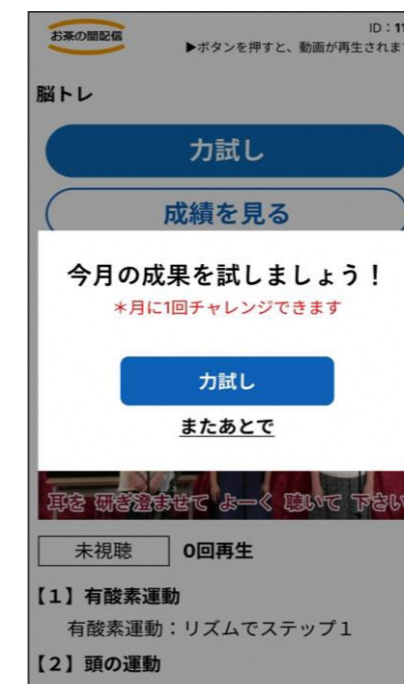 お茶の間配信
ID：11
▶ボタンを押すと、動画が再生されま
脳トレ
力試し
成績を見る
今月の成果を試しましょう！
＊月に1回チャレンジできます
力試し
またあとで
耳を 研ぎ澄ませて よーく 聴いて 下さい
未視聴 0回再生
【1】有酸素運動
有酸素運動：リズムでステップ１
【2】頭の運動